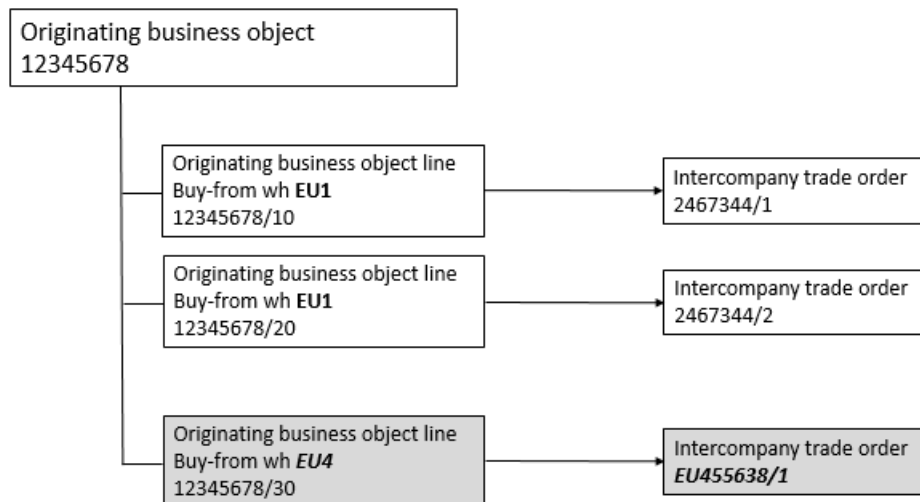 Originating business object
12345678
Originating business object line
Buy-from wh EU1
12345678/10
Intercompany trade order
2467344/1
Originating business object line
Buy-from wh EU1
12345678/20
Intercompany trade order
2467344/2
Originating business object line
Buy-from wh EU4
12345678/30
Intercompany trade order
EU455638/1